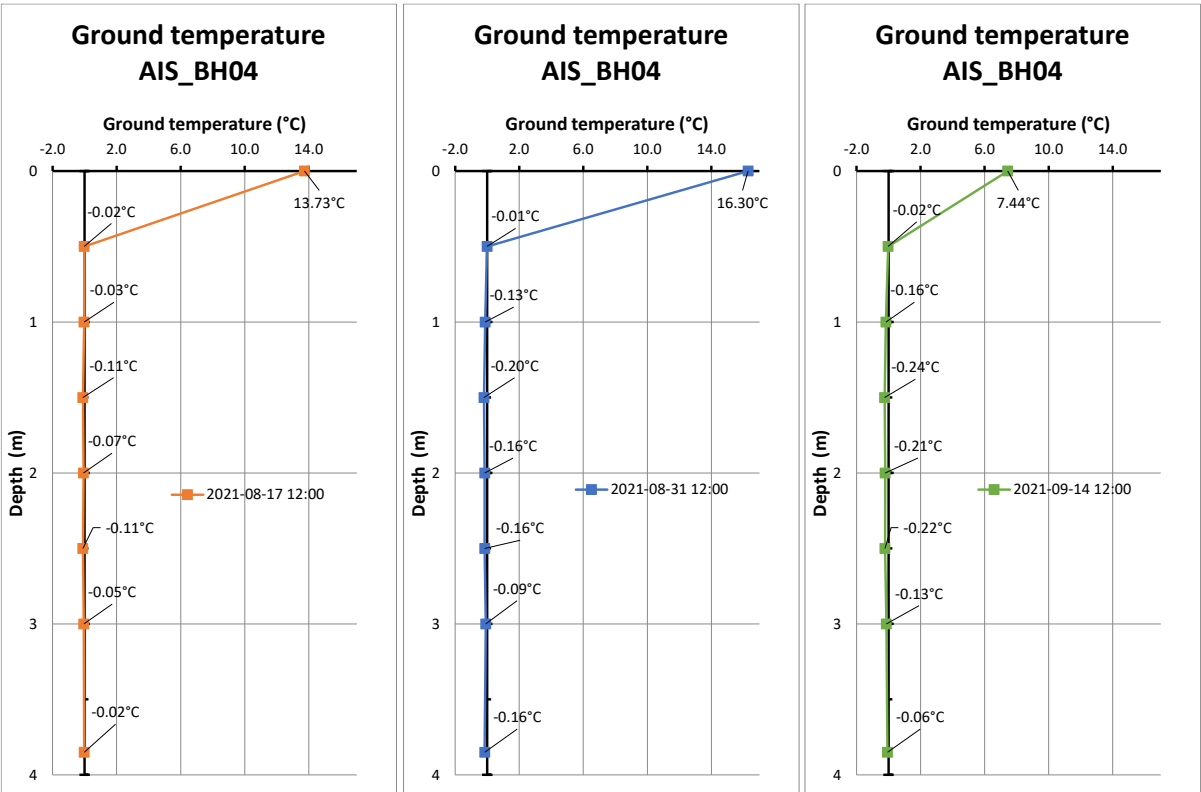 Ground temperature
AIS_BH04
Ground temperature (°C)
-2.0 2.0 6.0 10.0 14.0
0
13.73°C
-0.02°C
-0.03°C
1
-0.11°C
-0.07°C
2
Depth (m)
2021-08-17 12:00
-0.11°C
-0.05°C
3
-0.02°C
4
Ground temperature
AIS_BH04
Ground temperature (°C)
-2.0 2.0 6.0 10.0 14.0
0
16.30°C
-0.01°C
-0.13°C
1
-0.20°C
-0.16°C
2
Depth (m)
2021-08-31 12:00
-0.16°C
-0.09°C
3
-0.16°C
4
Ground temperature
AIS_BH04
Ground temperature (°C)
-2.0 2.0 6.0 10.0 14.0
0
7.44°C
-0.02°C
-0.16°C
1
-0.24°C
-0.21°C
2
Depth (m)
2021-09-14 12:00
-0.22°C
-0.13°C
3
-0.06°C
4